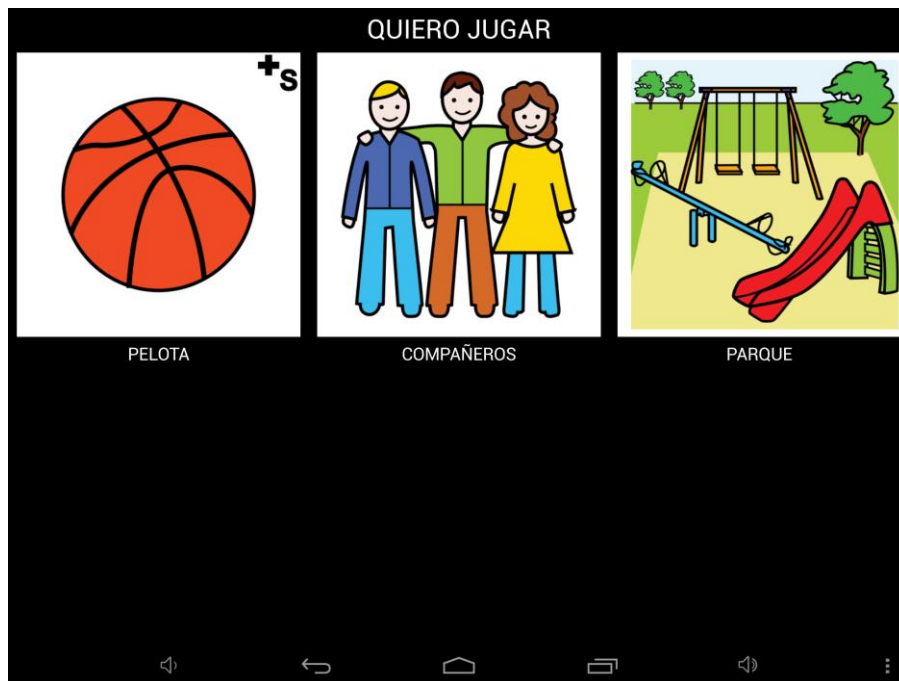 QUIERO JUGAR
+s
PELOTA
COMPAÑEROS
PARQUE